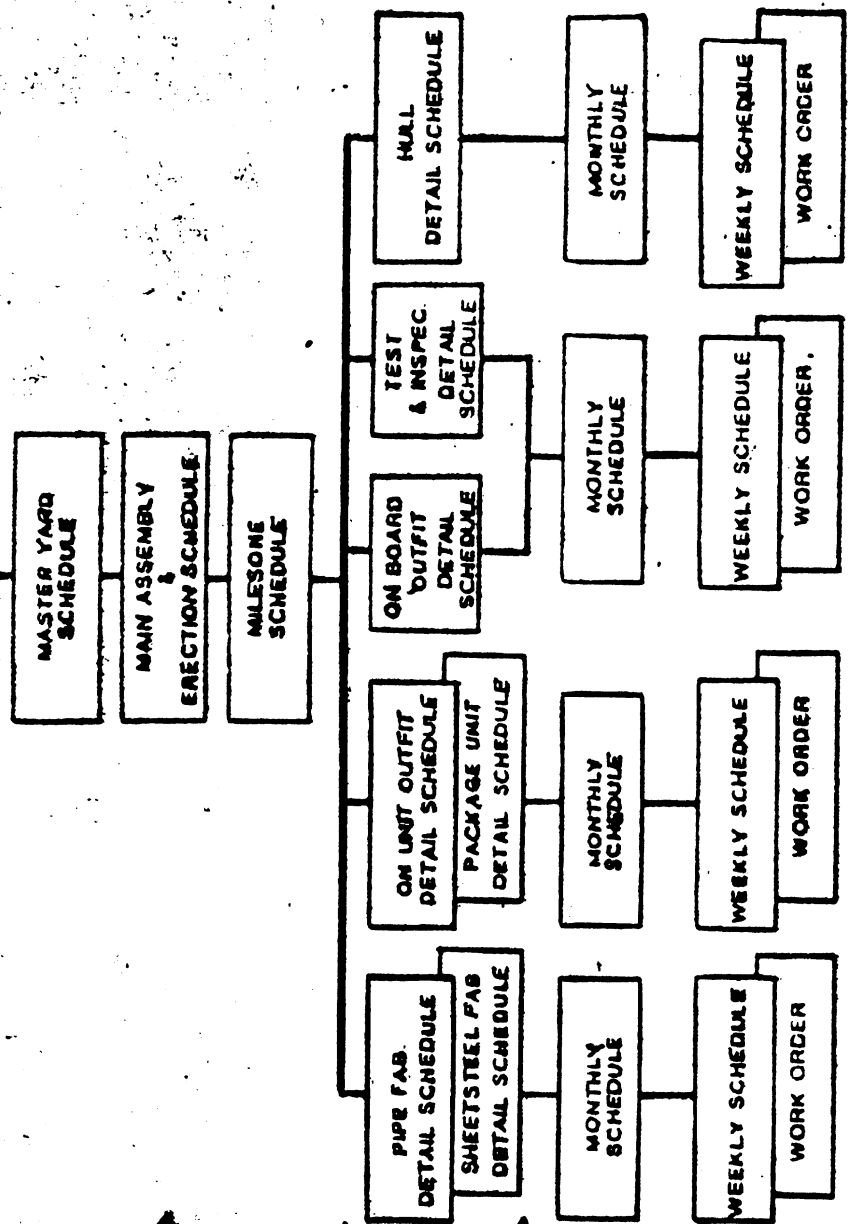 MASTER YARD
SCHEDULE
MAIN ASSEMBLY
&
ERECTION SCHEDULE
MILESONE
SCHEDULE
PIPE FAB.
DETAIL SCHEDULE
SHEETSTEEL FAB
DETAIL SCHEDULE
ON UNIT OUTFIT
DETAIL SCHEDULE
PACKAGE UNIT
DETAIL SCHEDULE
ON BOARD
OUTFIT
DETAIL
SCHEDULE
TEST
& INSPEC.
DETAIL
SCHEDULE
HULL
DETAIL SCHEDULE
MONTHLY
SCHEDULE
MONTHLY
SCHEDULE
MONTHLY
SCHEDULE
MONTHLY
SCHEDULE
WEEKLY SCHEDULE
WORK ORDER
WEEKLY SCHEDULE
WORK ORDER
WEEKLY SCHEDULE
WORK ORDER.
WEEKLY SCHEDULE
WORK ORDER